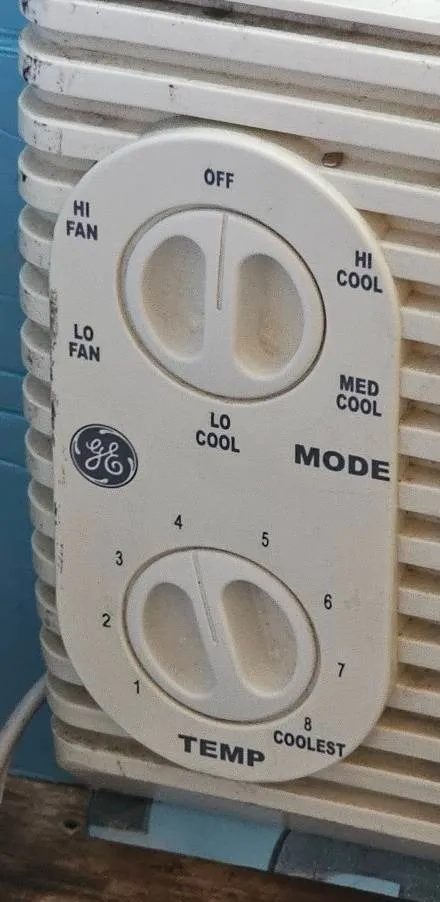 OFF
HI
FAN
HI
COOL
LO
FAN
MED
COOL
LO
COOL
GE
MODE
4
5
3
6
2
7
1
8
COOLEST
TEMP